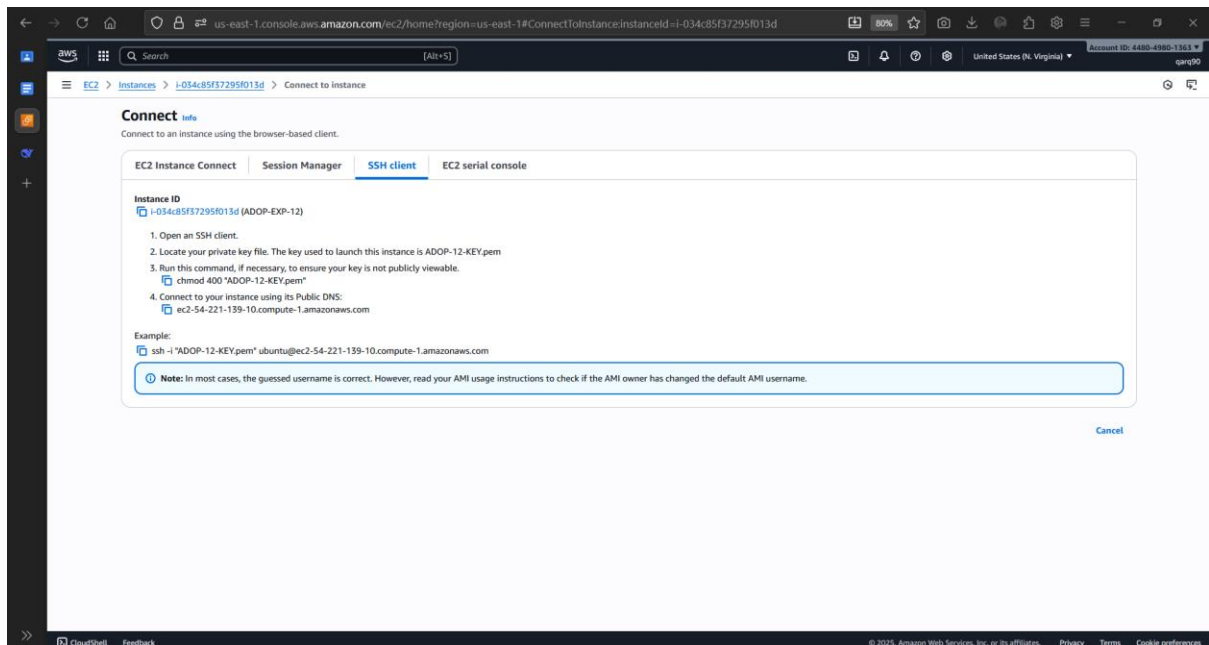 us-east-1.console.aws.amazon.com/ec2/home?region=us-east-1#ConnectToInstance:instanceId=i-034c85f37295f013d
80%
aws
Search
[Alt+S]
United States (N. Virginia)
Account ID: 4480-4980-1363
qarq90
EC2 > Instances > i-034c85f37295f013d > Connect to instance
Connect Info
Connect to an instance using the browser-based client.
EC2 Instance Connect
Session Manager
SSH client
EC2 serial console
Instance ID
i-034c85f37295f013d (ADOP-EXP-12)
1. Open an SSH client.
2. Locate your private key file. The key used to launch this instance is ADOP-12-KEY.pem
3. Run this command, if necessary, to ensure your key is not publicly viewable.
chmod 400 "ADOP-12-KEY.pem"
4. Connect to your instance using its Public DNS:
ec2-54-221-139-10.compute-1.amazonaws.com
Example:
ssh -i "ADOP-12-KEY.pem" ubuntu@ec2-54-221-139-10.compute-1.amazonaws.com
Note: In most cases, the guessed username is correct. However, read your AMI usage instructions to check if the AMI owner has changed the default AMI username.
Cancel
CloudShell
Feedback
© 2025, Amazon Web Services, Inc. or its affiliates.
Privacy
Terms
Cookie preferences